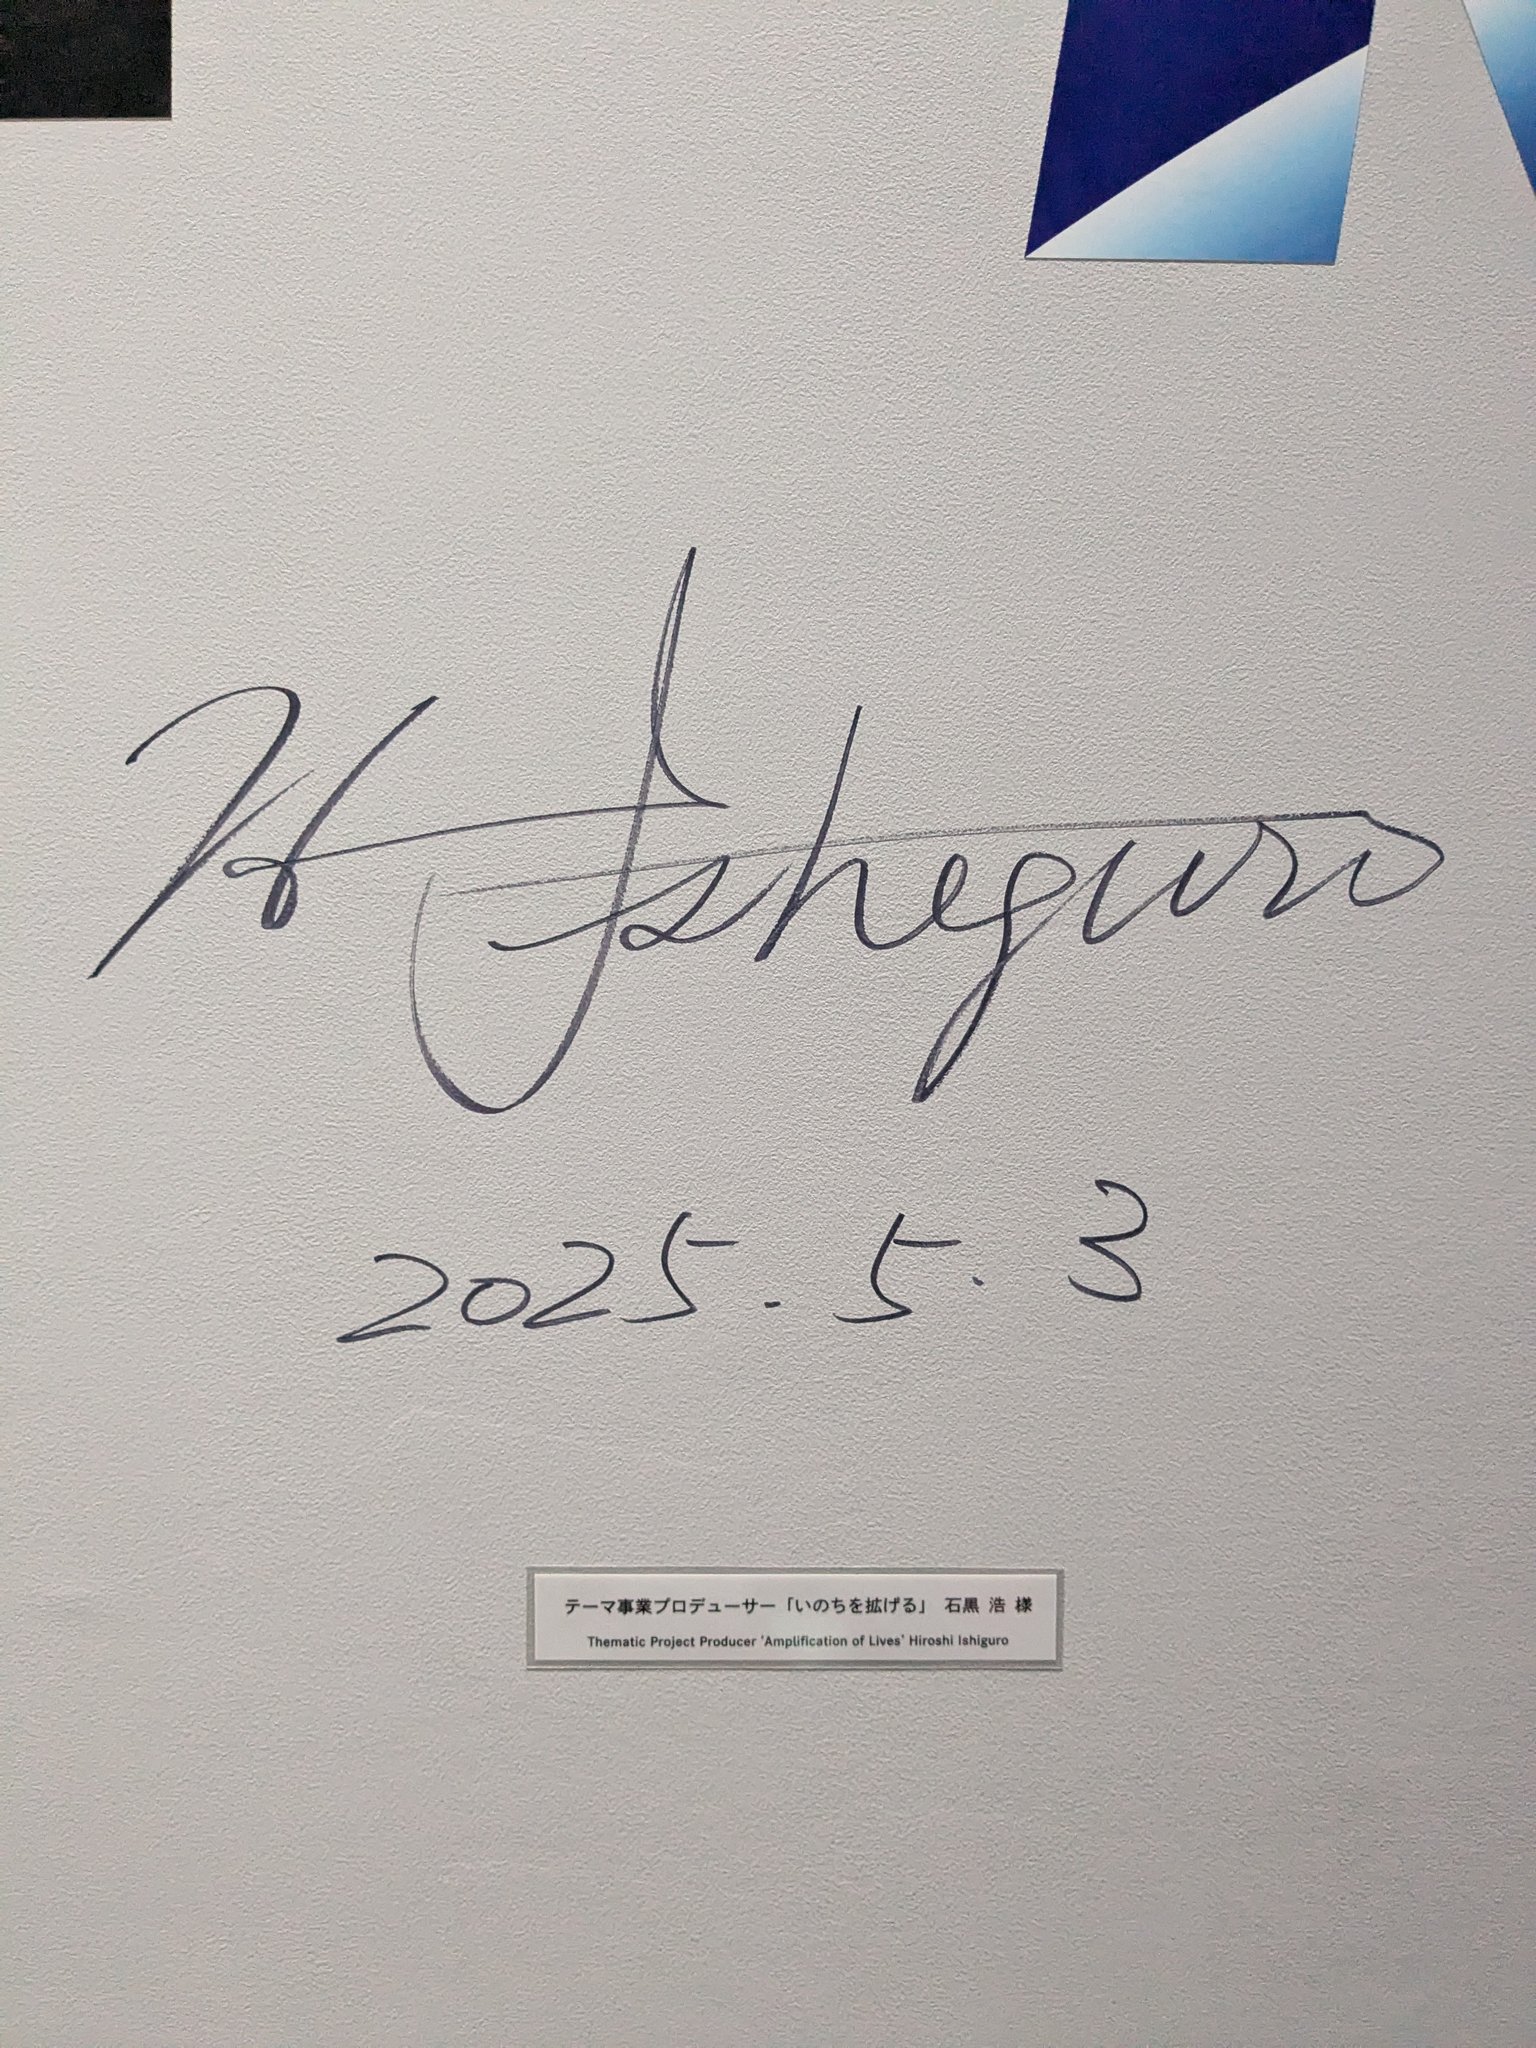 H Ishiguro
2025.5.3
テーマ事業プロデューサー「いのちを拡げる」 石黒 浩 様
Thematic Project Producer 'Amplification of Lives' Hiroshi Ishiguro